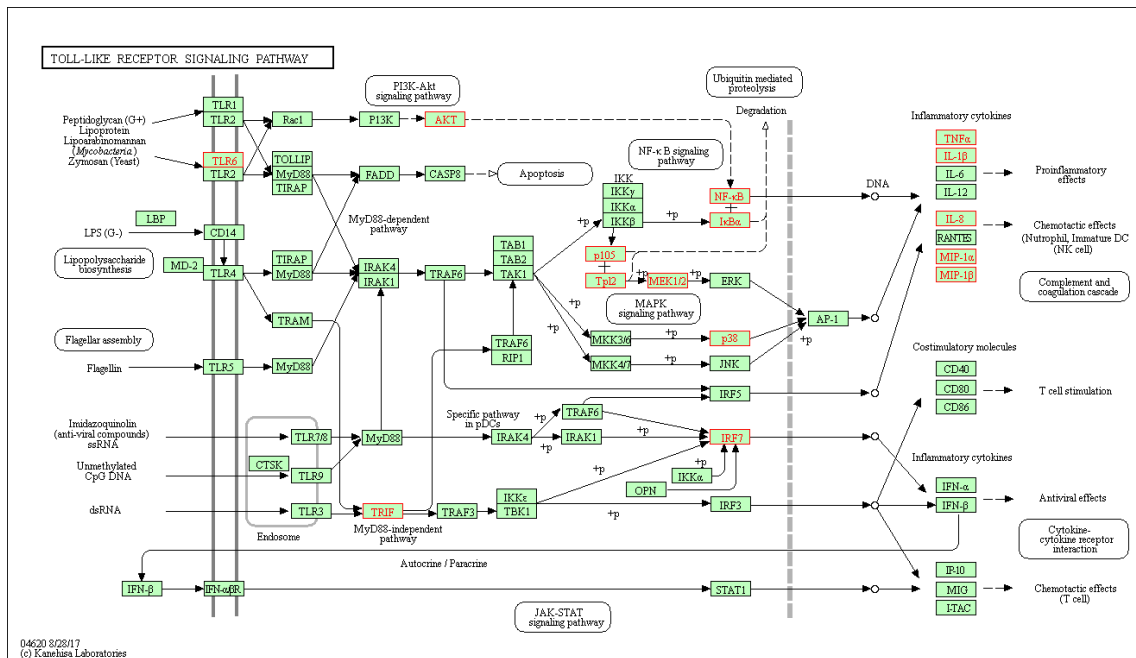 TOLL-LIKE RECEPTOR SIGNALING PATHWAY
PI3K-Akt
signaling pathway
Ubiquitin mediated
proteolysis
Degradation
Peptidoglycan (G+)
Lipoprotein
Lipoarabinomannan
(Mycobacteria)
Zymosan (Yeast)
TLR1
TLR2
Rac1
P13K
AKT
TLR6
TLR2
TOLLIP
MyD88
TIRAP
FADD
CASP8
Apoptosis
NF-κB signaling
pathway
IKK
IKKγ
IKKα
IKKβ
+p
+p
NF-κB
+
IκBα
DNA
Inflammatory cytokines
TNFα
IL-1β
IL-6
IL-12
Proinflammatory
effects
IL-8
RANTES
MIP-1α
MIP-1β
Chemotactic effects
(Nutrophil, Immature DC
(NK cell)
Complement and
coagulation cascade
MyD88-dependent
pathway
LBP
LPS (G-)
CD14
Lipopolysaccharide
biosynthesis
MD-2
TLR4
TIRAP
MyD88
IRAK4
IRAK1
TRAF6
TAB1
TAB2
TAK1
p105
+
Tpl2
+p
MEK1/2
+p
ERK
MAPK
signaling pathway
TRAM
Flagellar assembly
Flagellin
TLR5
MyD88
TRAF6
RIP1
+p
+p
+p
MKK3/6
+p
p38
MKK4/7
+p
JNK
AP-1
+p
IRF5
Costimulatory molecules
CD40
CD80
CD86
T cell stimulation
Imidazoquinolin
(anti-viral compounds)
ssRNA
TLR7/8
MyD88
Specific pathway
in pDCs
IRAK4
+p
TRAF6
+p
IRAK1
+p
IRF7
Unmethylated
CpG DNA
CTSK
TLR9
+p
IKKα
+p
OPN
dsRNA
TLR3
Endosome
TRIF
MyD88-independent
pathway
TRAF3
IKKε
TBK1
+p
IRF3
Inflammatory cytokines
IFN-α
IFN-β
Antiviral effects
Cytokine-
cytokine receptor
interaction
Autocrine / Paracrine
IFN-β
IFN-αβR
STAT1
JAK-STAT
signaling pathway
IP-10
MIG
I-TAC
Chemotactic effects
(T cell)
04620 8/28/17
(c) Kanehisa Laboratories